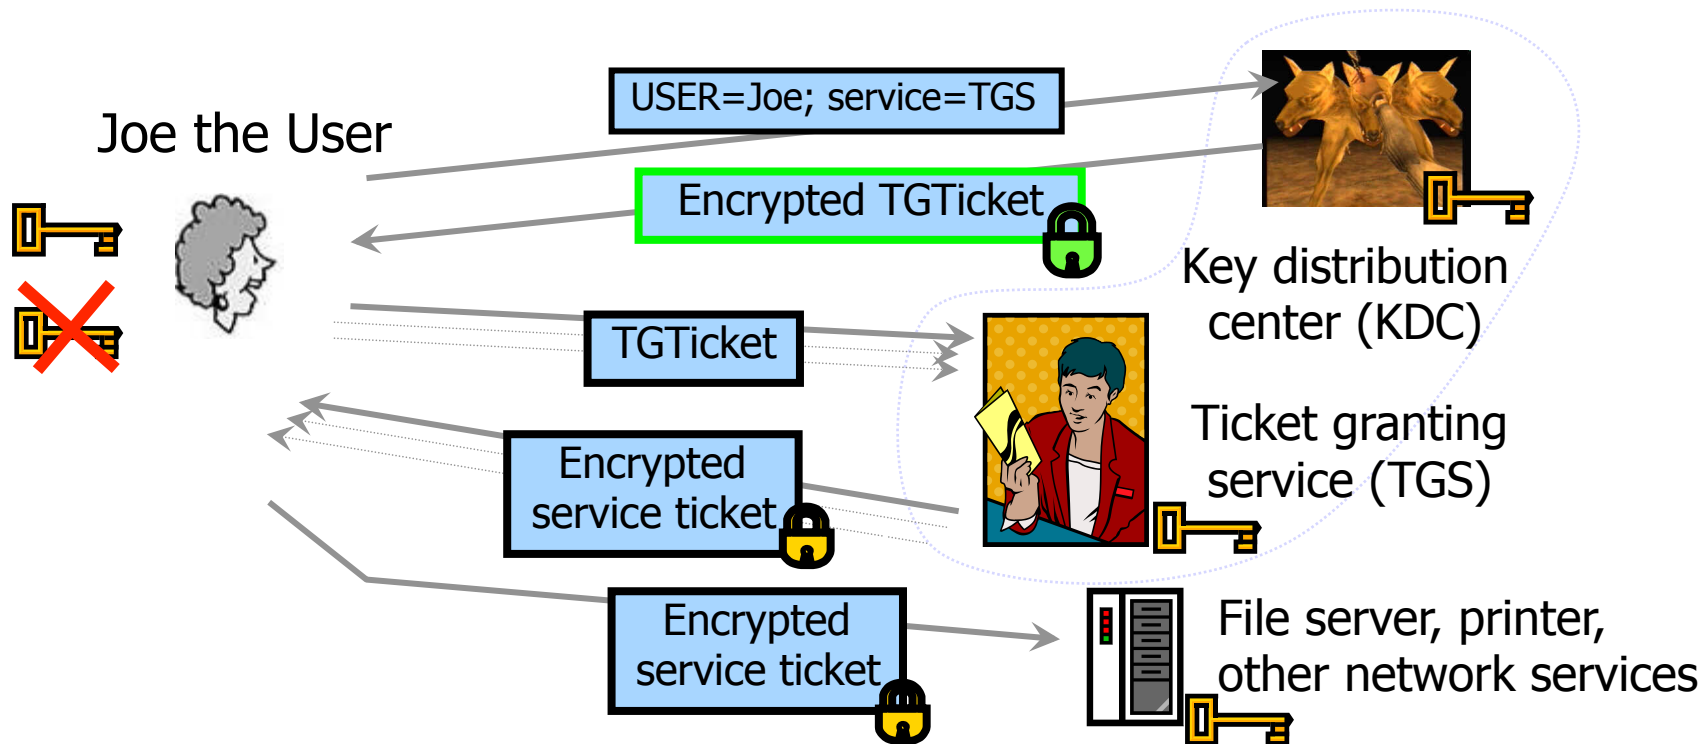 USER=Joe; service=TGS
Joe the User
Encrypted TGTicket
Key distribution
center (KDC)
TGTicket
Ticket granting
service (TGS)
Encrypted
service ticket
Encrypted
service ticket
File server, printer,
other network services